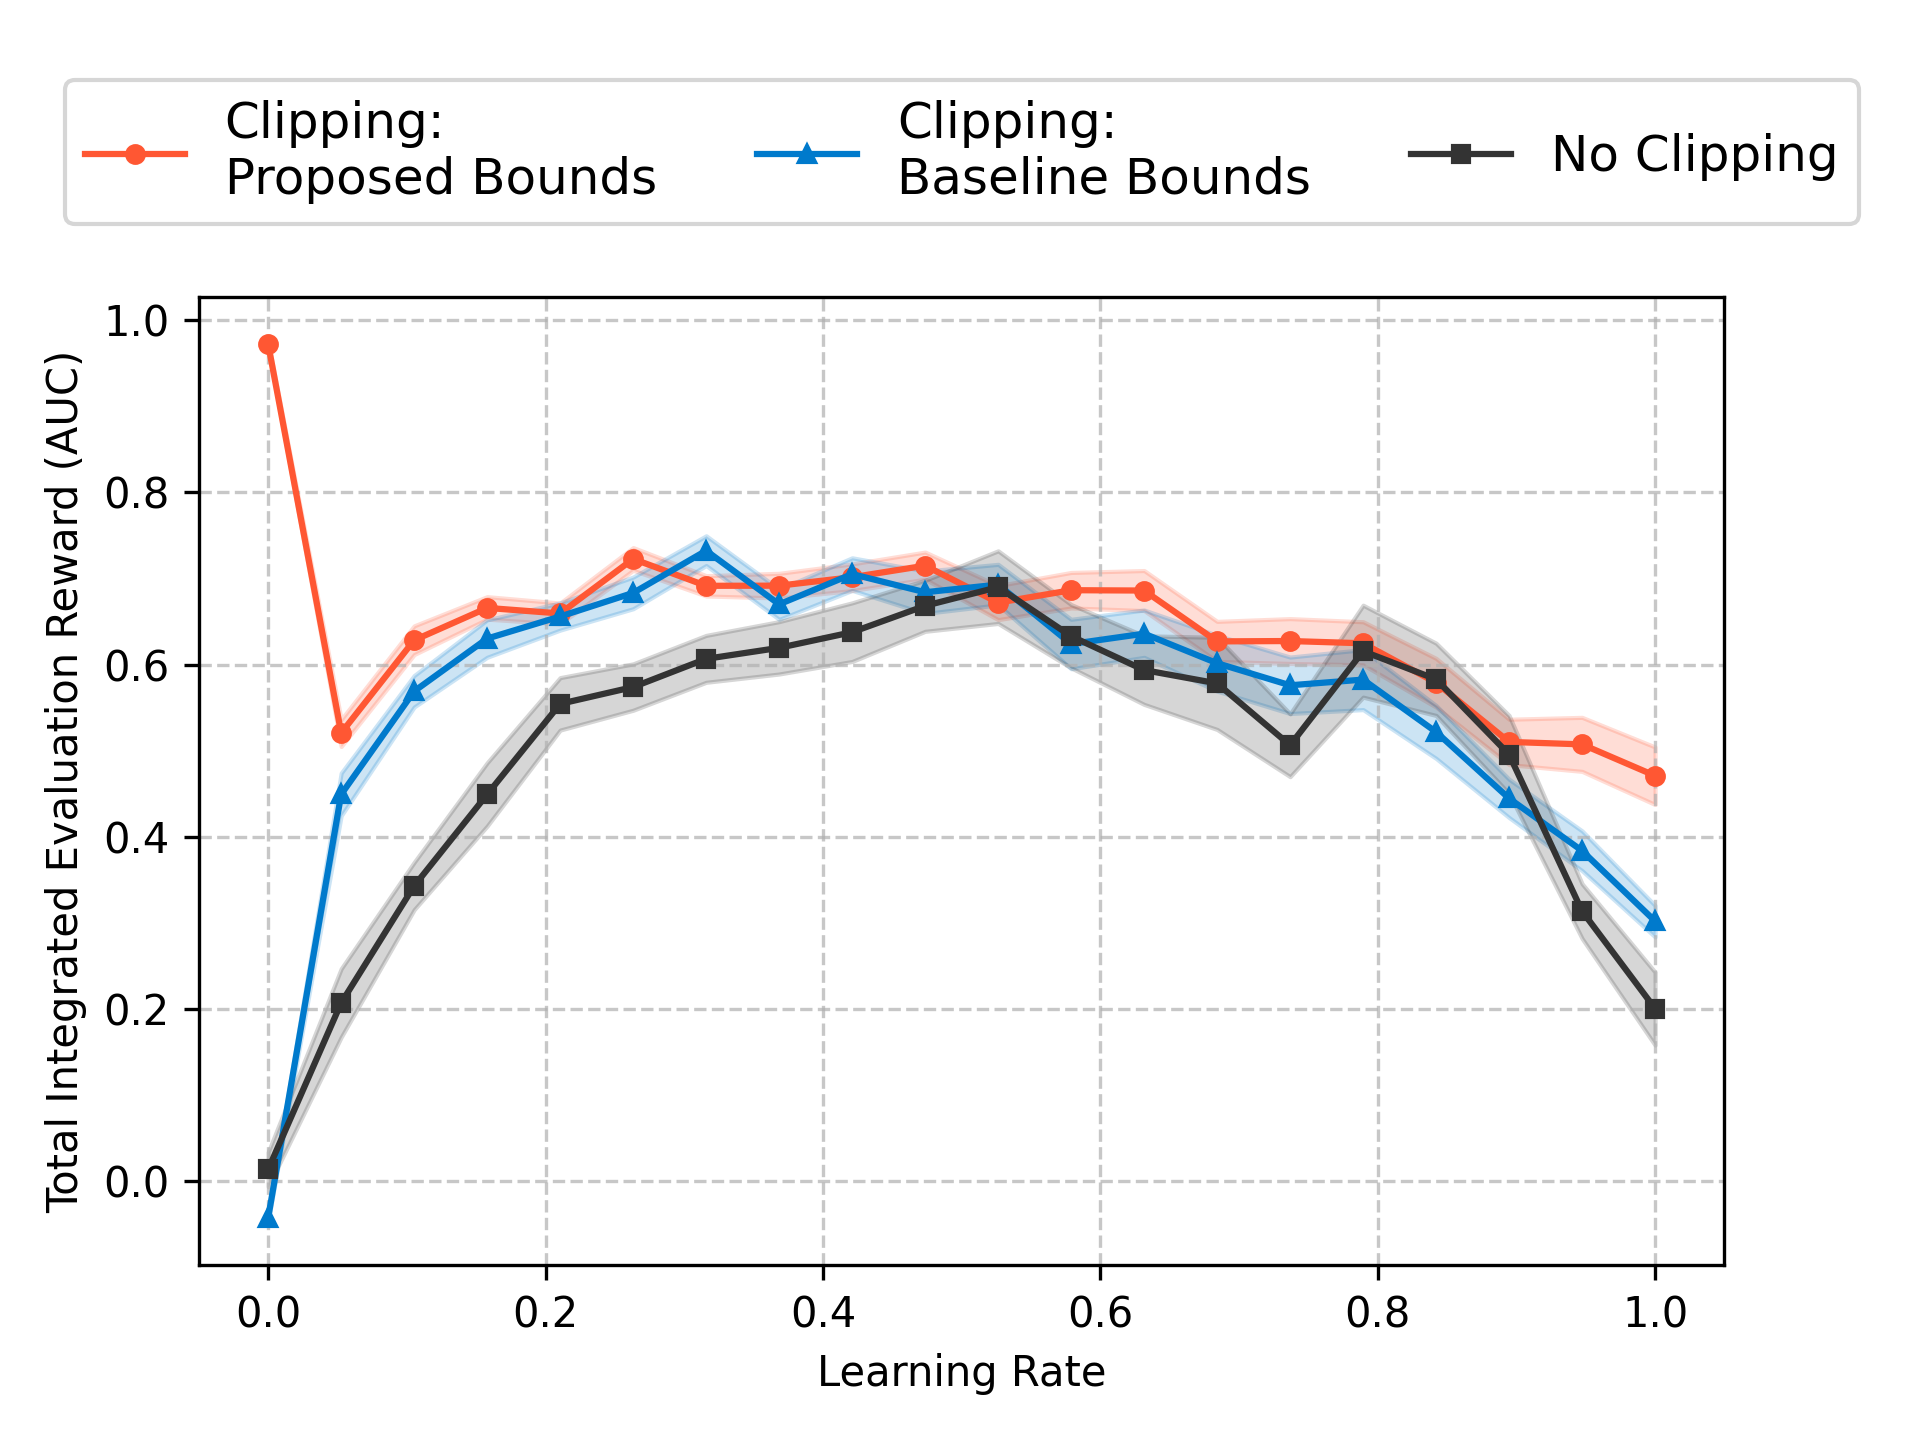 Clipping:
Proposed Bounds
Clipping:
Baseline Bounds
No Clipping
Total Integrated Evaluation Reward (AUC)
1.0
0.8
0.6
0.4
0.2
0.0
0.0 0.2 0.4 0.6 0.8 1.0
Learning Rate